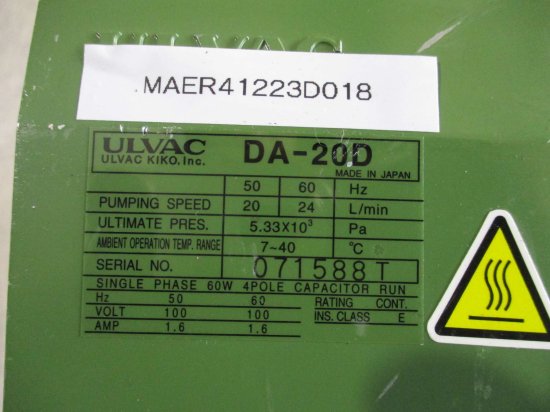 ULVAC
MAER41223D018
ULVAC DA-20D
ULVAC KIKO. Inc. MADE IN JAPAN
50 60 Hz
PUMPING SPEED 20 24 L/min
ULTIMATE PRES. 5.33X10³ Pa
AMBIENT OPERATION TEMP. RANGE 7~40 °C
SERIAL NO. 071588T
SINGLE PHASE 60W 4POLE CAPACITOR RUN
Hz 50 60 RATING CONT.
VOLT 100 100 INS. CLASS E
AMP 1.6 1.6